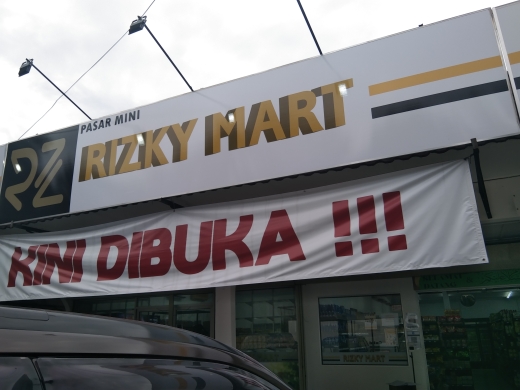 PASAR MINI
RZ
RIZKY MART
KINI DIBUKA !!!
RIZKY MART